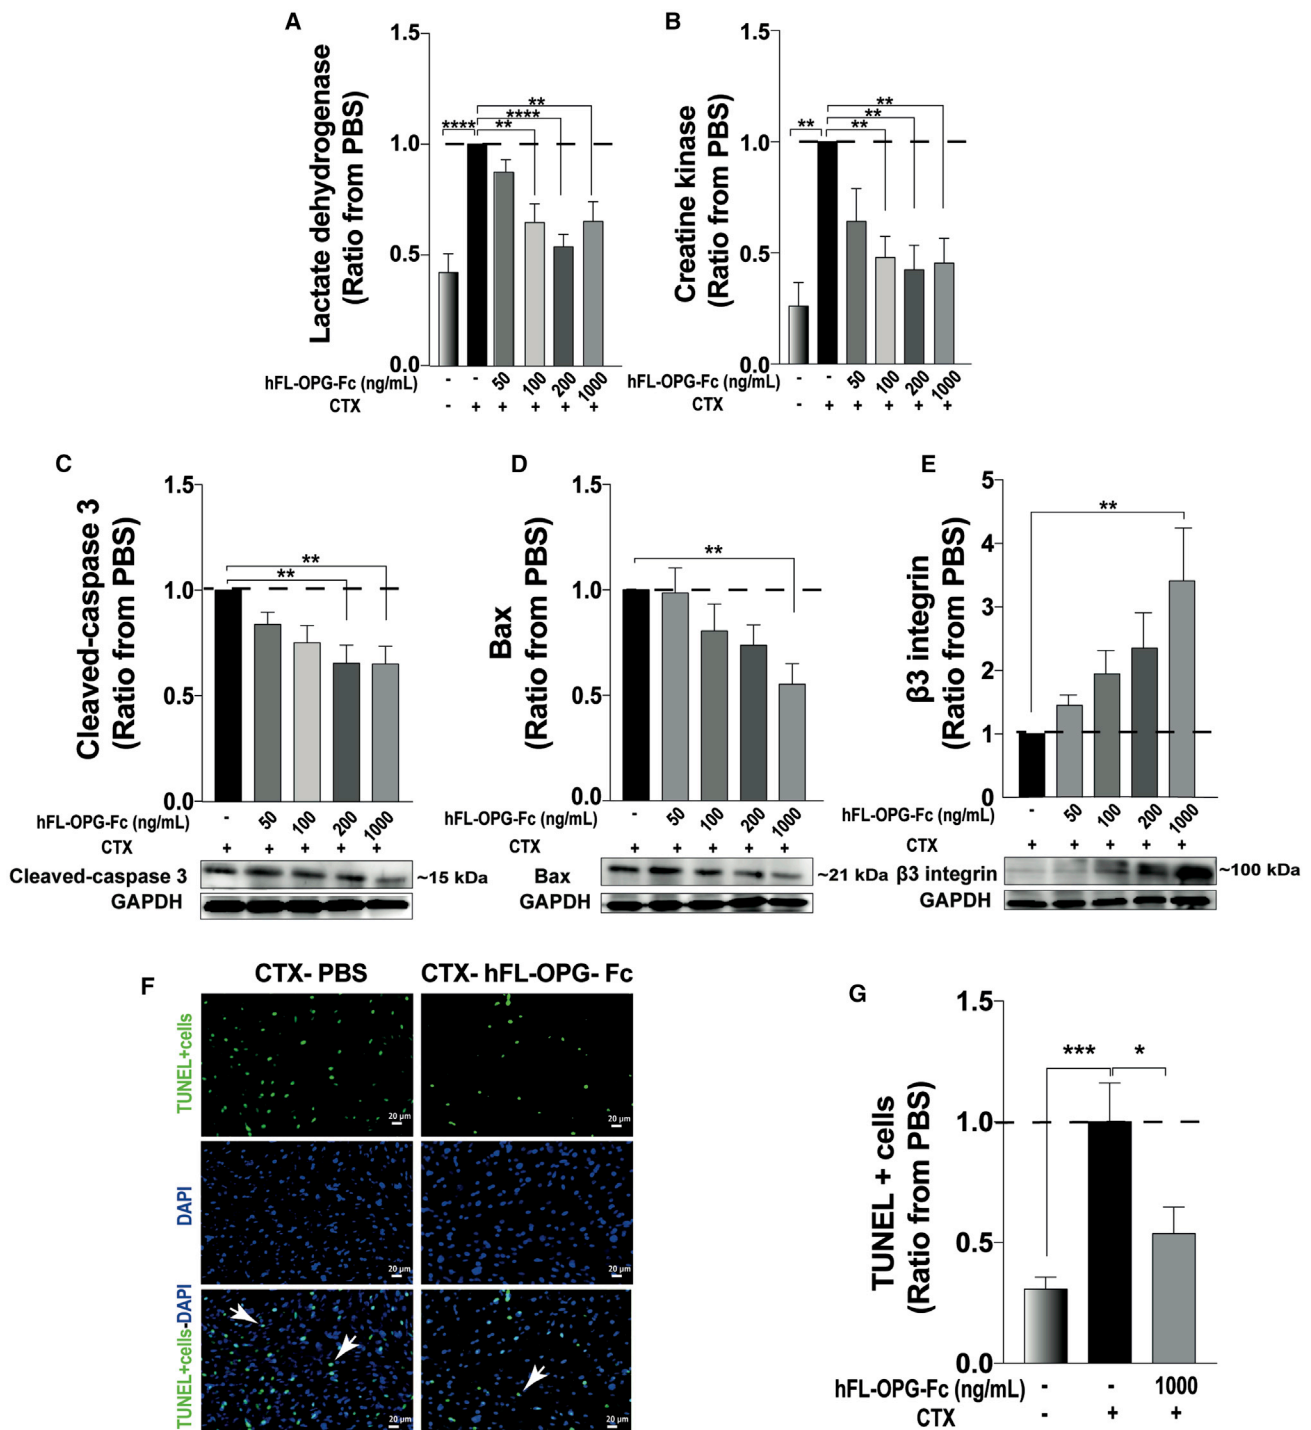 A
Lactate dehydrogenase
(Ratio from PBS)
1.5
1.0
0.5
0.0
**
****
**** **
hFL-OPG-Fc (ng/mL) - - 50 100 200 1000
CTX - + + + + +
B
Creatine kinase
(Ratio from PBS)
1.5
1.0
0.5
0.0
**
**
** **
hFL-OPG-Fc (ng/mL) - - 50 100 200 1000
CTX - + + + + +
C
Cleaved-caspase 3
(Ratio from PBS)
1.5
1.0
0.5
0.0
**
**
hFL-OPG-Fc (ng/mL) - 50 100 200 1000
CTX + + + + +
Cleaved-caspase 3 ~15 kDa
GAPDH
D
Bax
(Ratio from PBS)
1.5
1.0
0.5
0.0
**
hFL-OPG-Fc (ng/mL) - 50 100 200 1000
CTX + + + + +
Bax ~21 kDa
GAPDH
E
β3 integrin
(Ratio from PBS)
5
4
3
2
1
0
**
hFL-OPG-Fc (ng/mL) - 50 100 200 1000
CTX + + + + +
β3 integrin ~100 kDa
GAPDH
F
CTX- PBS CTX- hFL-OPG- Fc
TUNEL+cells
20 µm 20 µm
DAPI
20 µm 20 µm
TUNEL+cells-DAPI
20 µm 20 µm
G
TUNEL + cells
(Ratio from PBS)
1.5
1.0
0.5
0.0
*** *
hFL-OPG-Fc (ng/mL) - - 1000
CTX - + +